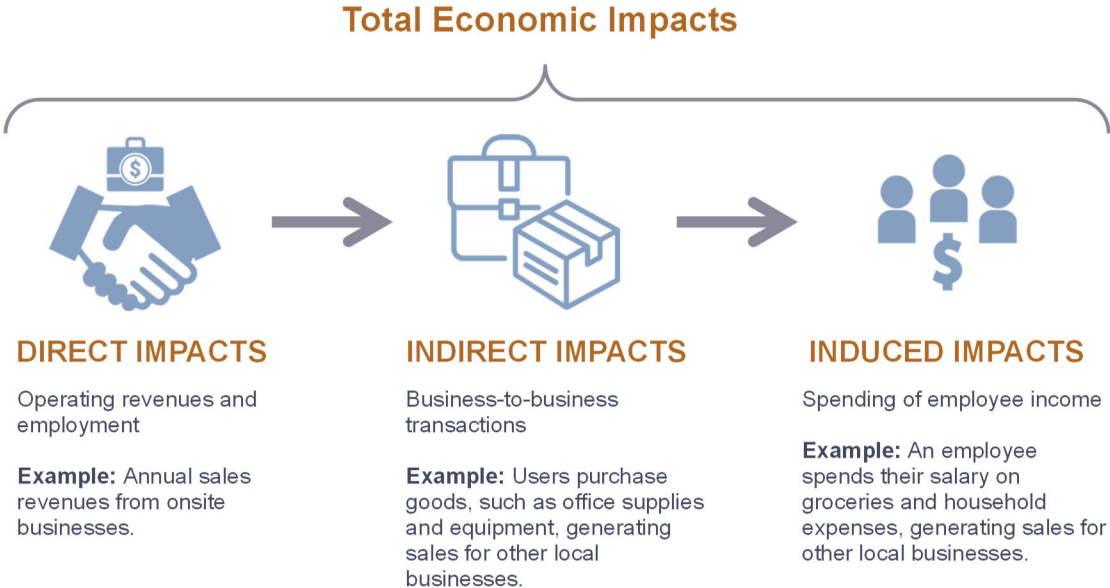 Total Economic Impacts
$
$
DIRECT IMPACTS
Operating revenues and
employment
Example: Annual sales
revenues from onsite
businesses.
INDIRECT IMPACTS
Business-to-business
transactions
Example: Users purchase
goods, such as office supplies
and equipment, generating
sales for other local
businesses.
INDUCED IMPACTS
Spending of employee income
Example: An employee
spends their salary on
groceries and household
expenses, generating sales for
other local businesses.